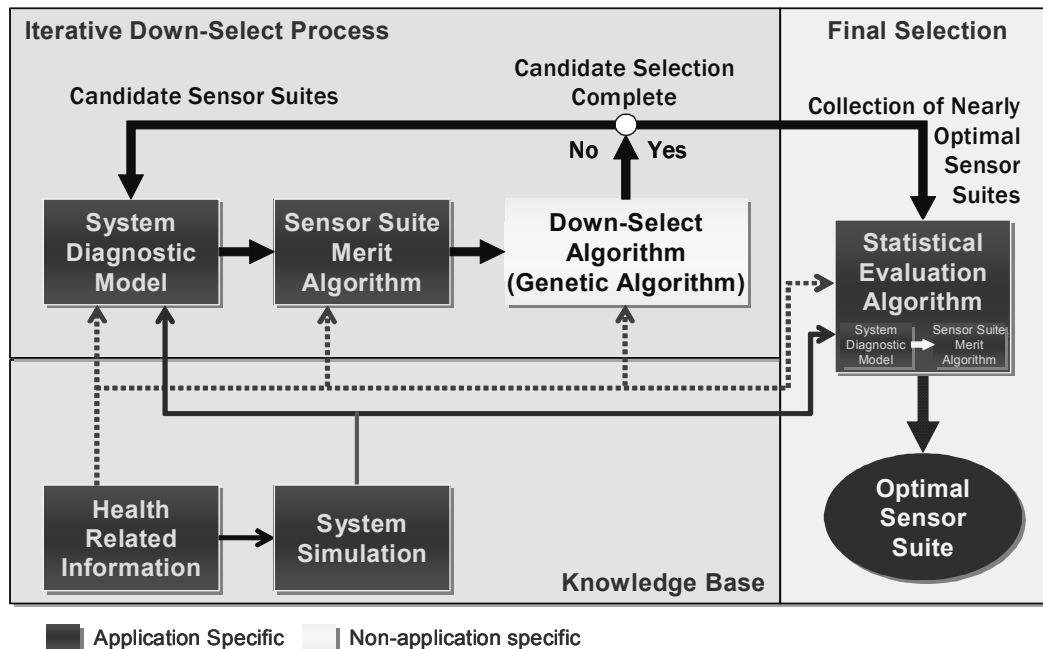 Iterative Down-Select Process
Final Selection
Candidate Selection
Complete
Candidate Sensor Suites
Collection of Nearly
Optimal
Sensor
Suites
No
Yes
System
Diagnostic
Model
Sensor Suite
Merit
Algorithm
Down-Select
Algorithm
(Genetic Algorithm)
Statistical
Evaluation
Algorithm
System
Diagnostic
Model
Sensor Suite
Merit
Algorithm
Health
Related
Information
System
Simulation
Optimal
Sensor
Suite
Knowledge Base
Application Specific
Non-application specific